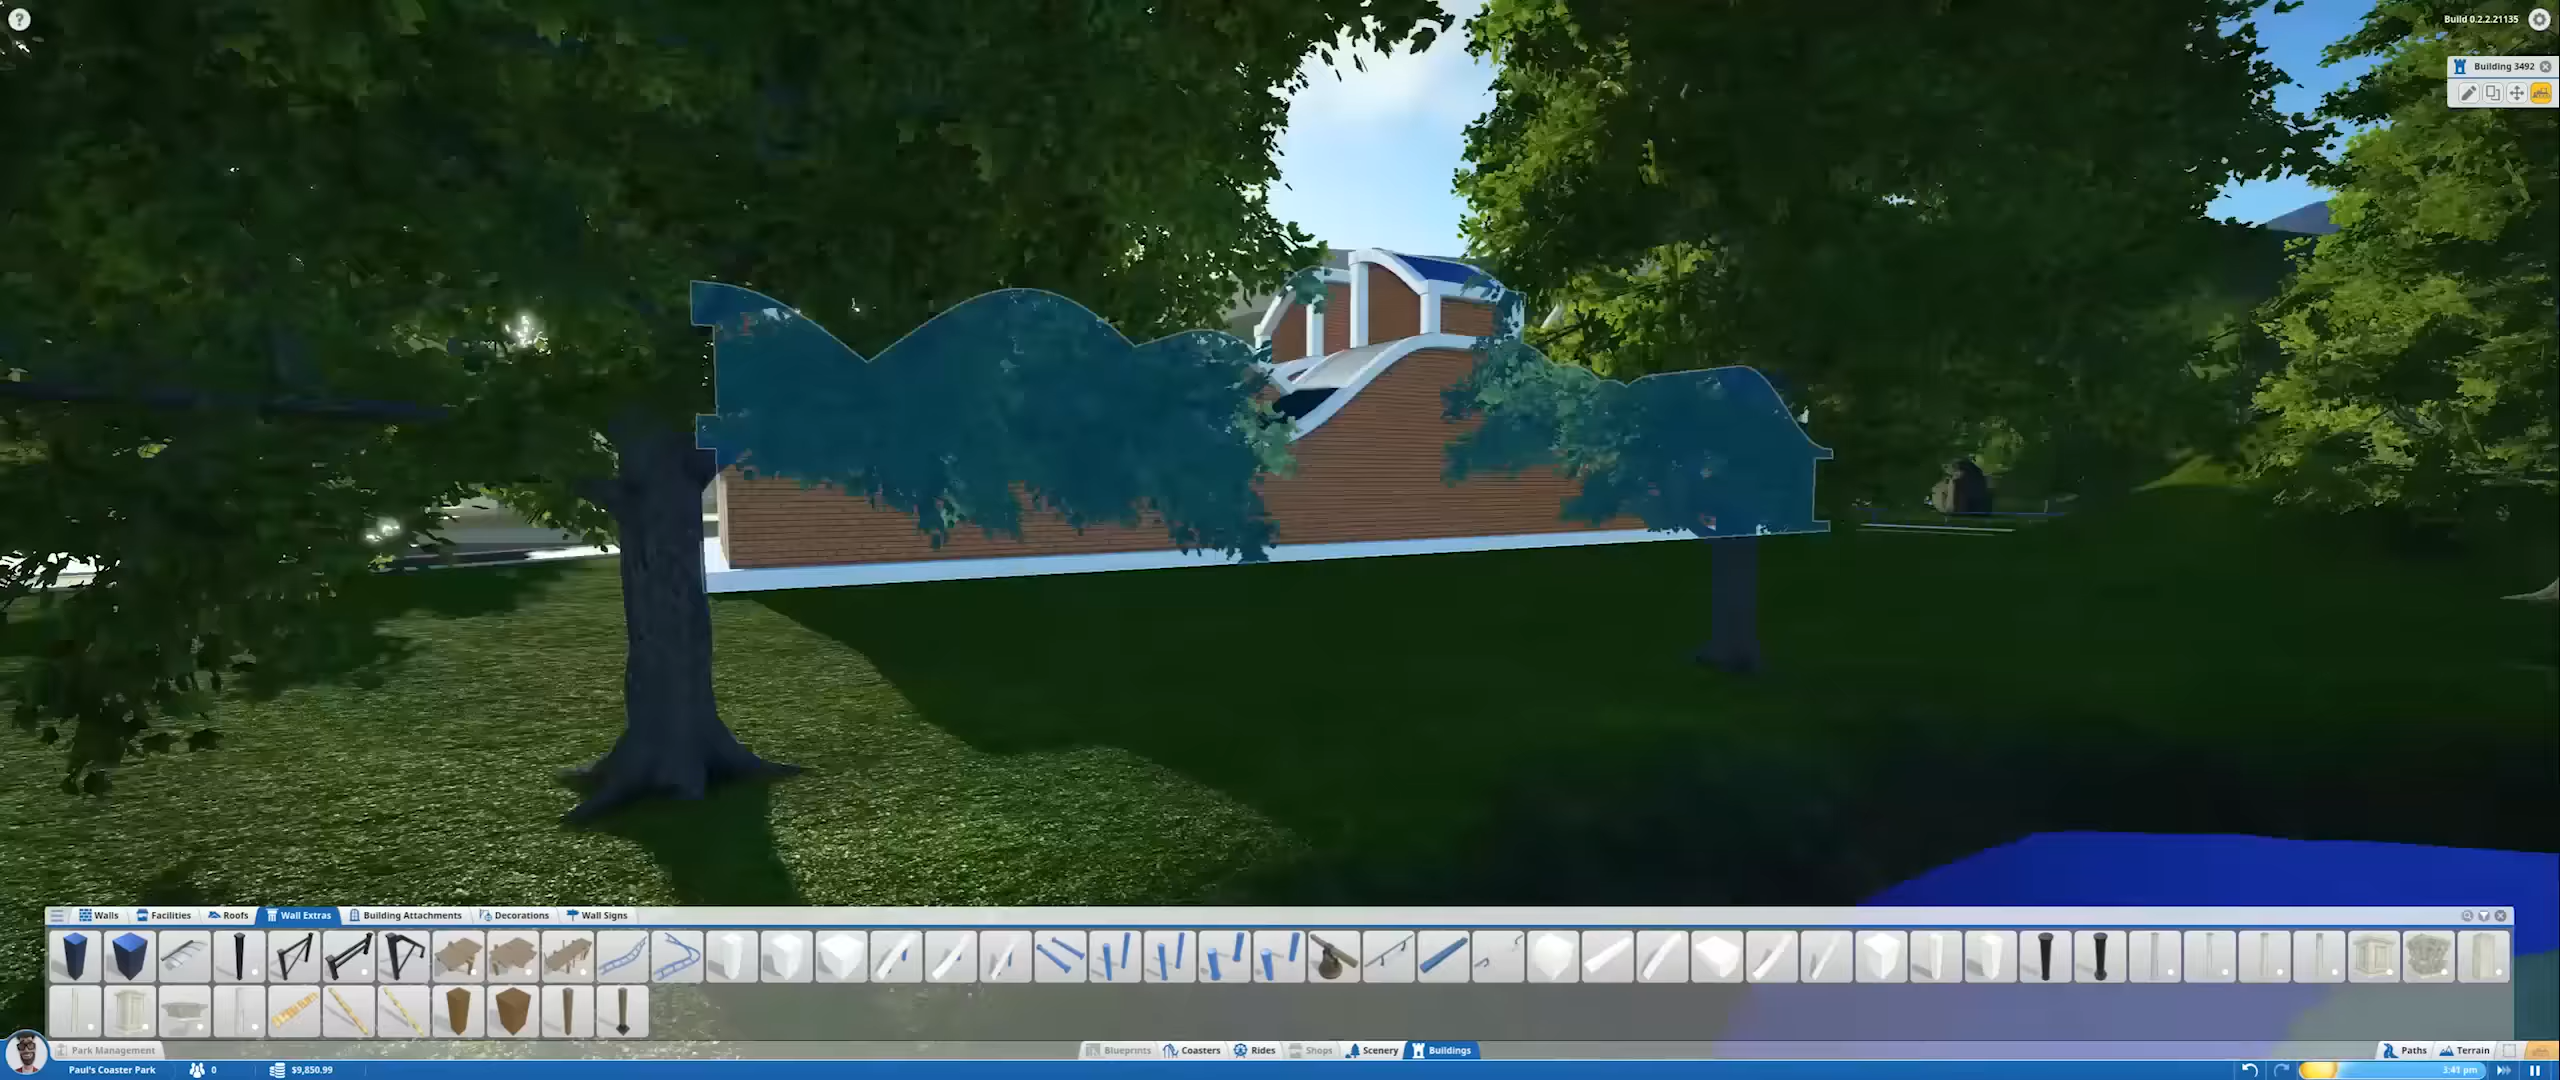 Build 0.2.2.21135
Building 3492
Walls Facilities Roofs Wall Extras Building Attachments Decorations Wall Signs
Park Management Blueprints Coasters Rides Shops Scenery Buildings Paths Terrain
Paul's Coaster Park 0 $9,850.99 3:41 pm